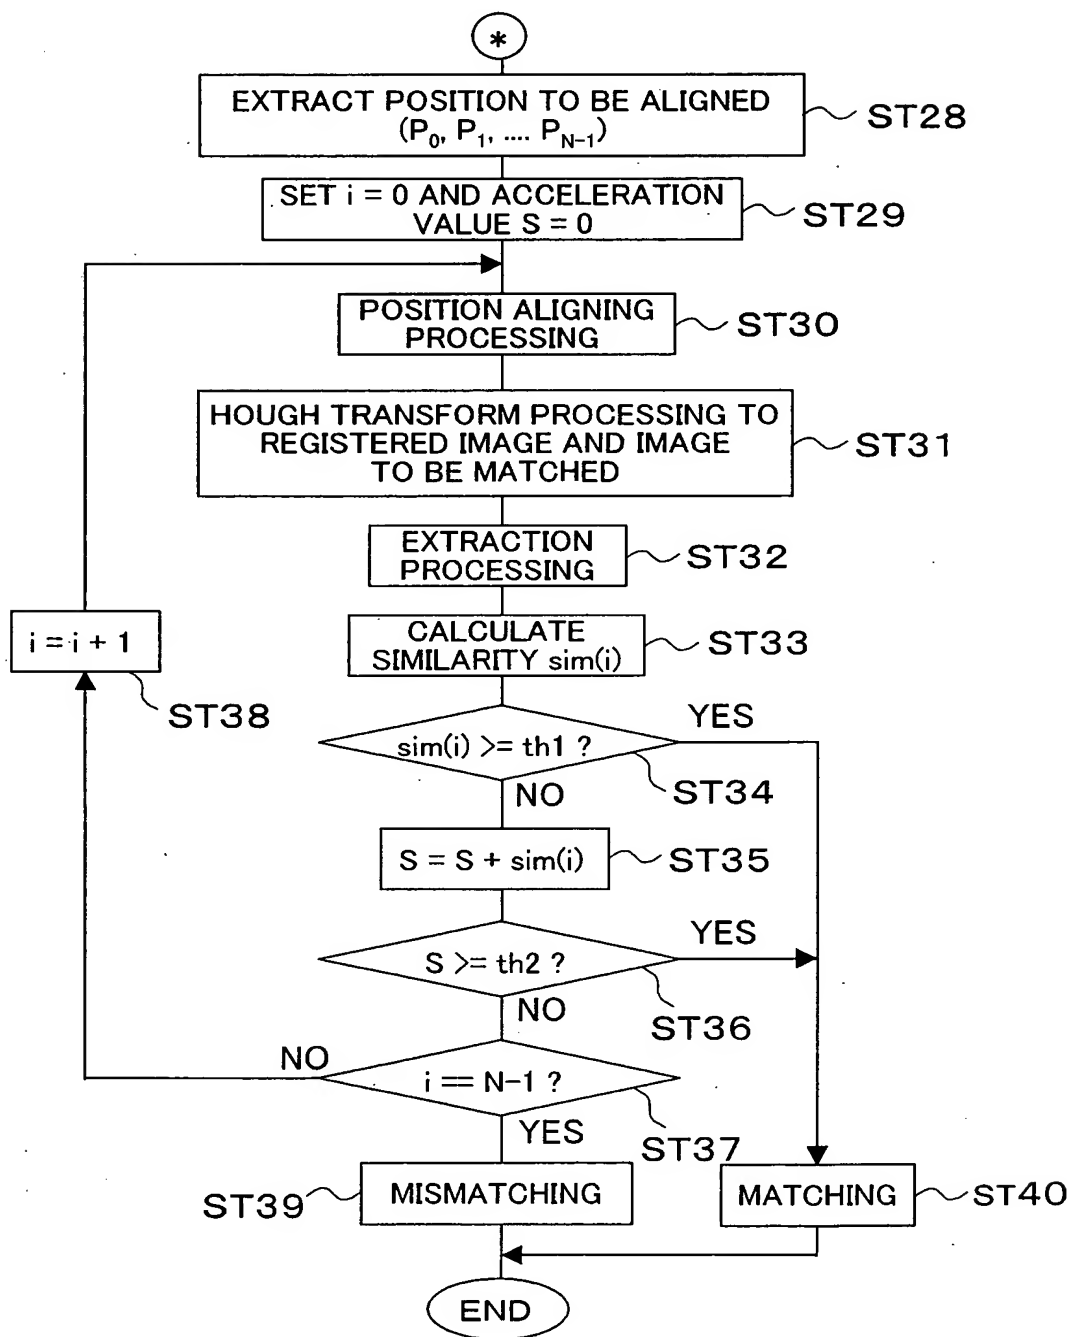 *
EXTRACT POSITION TO BE ALIGNED
(P₀, P₁, .... P_N-1)
ST28
SET i = 0 AND ACCELERATION
VALUE S = 0
ST29
POSITION ALIGNING
PROCESSING
ST30
HOUGH TRANSFORM PROCESSING TO
REGISTERED IMAGE AND IMAGE
TO BE MATCHED
ST31
EXTRACTION
PROCESSING
ST32
i = i + 1
ST38
CALCULATE
SIMILARITY sim(i)
ST33
sim(i) >= th1 ?
YES
ST34
NO
S = S + sim(i)
ST35
S >= th2 ?
YES
ST36
NO
i == N-1 ?
NO
ST37
YES
MISMATCHING
ST39
MATCHING
ST40
END